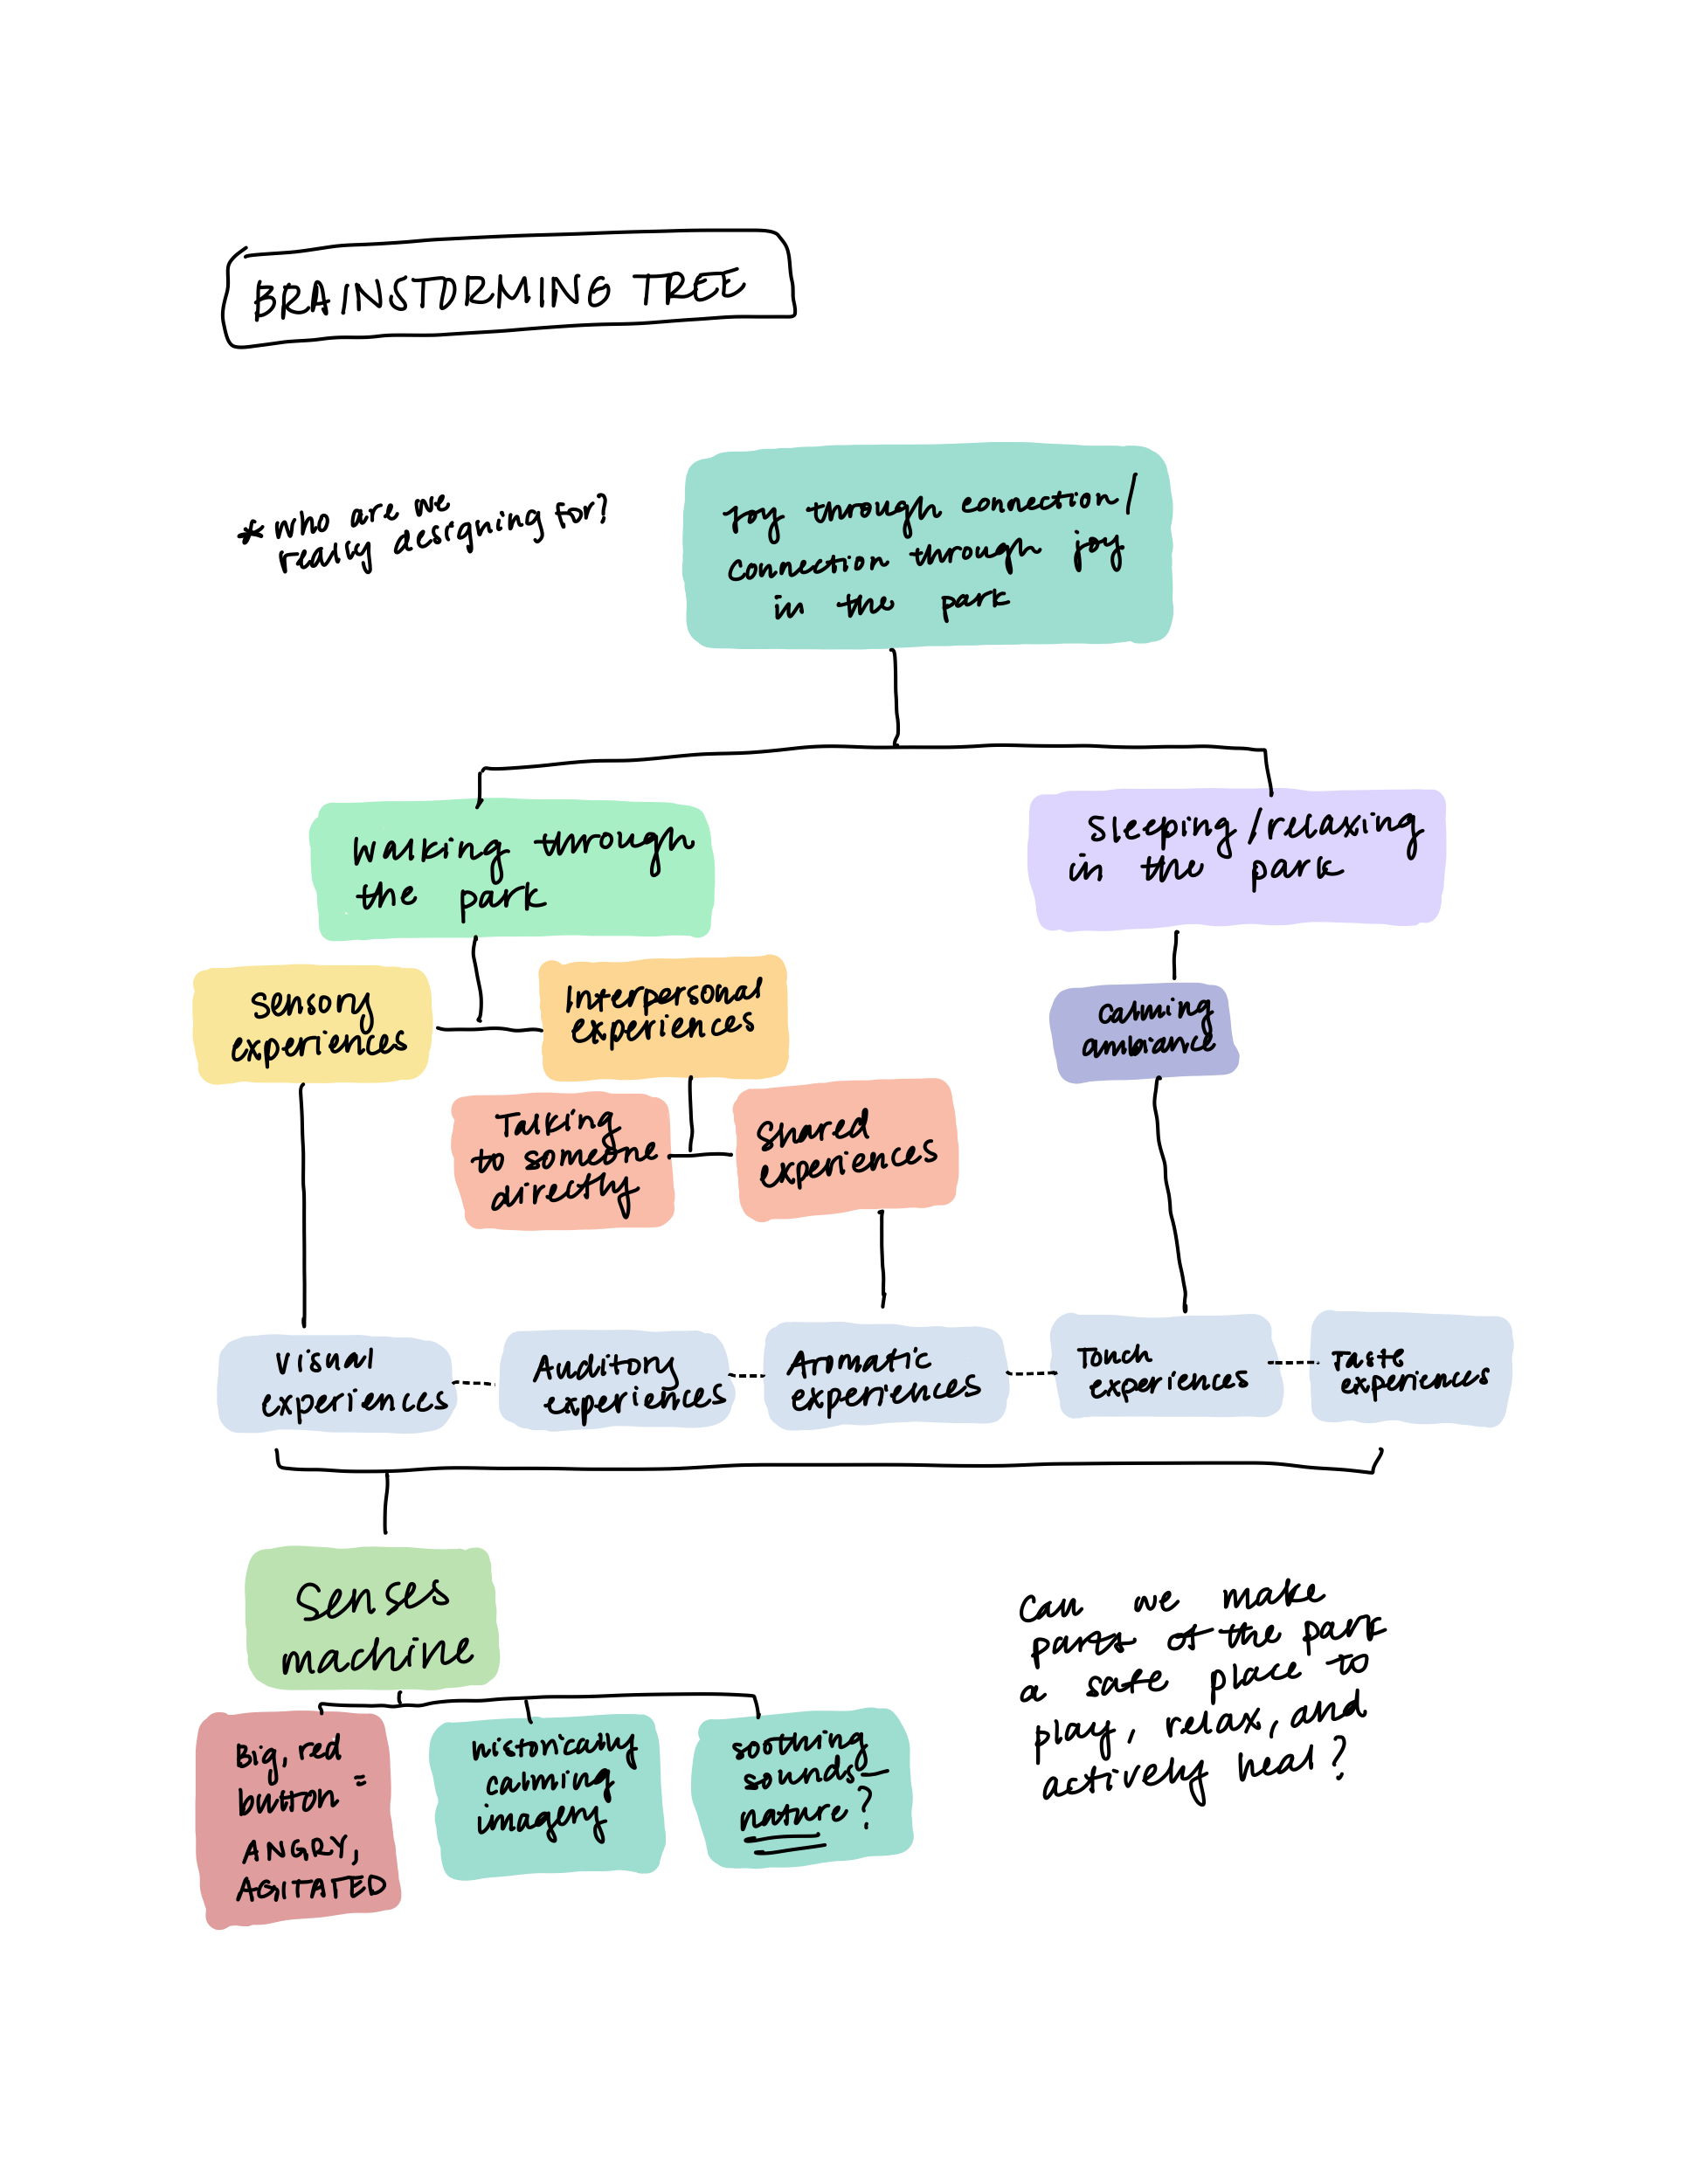 BRAINSTORMING TREE
* who are we
really designing for?
Joy through connection/
connection through joy
in the park
Walking through
the park
Sleeping/relaxing
in the park
Sensory
experiences
Interpersonal
experiences
calming
ambiance
Talking
to someone
directly
Shared
experiences
Visual
experiences
Auditory
experiences
Aromatic
experiences
Touch
experiences
Taste
experiences
Senses
machine
Big, red
button =
ANGRY,
AGITATED
historically
calming
imagery
soothing
sounds—
nature?
Can we make
parts of the park
a safe place to
play, relax, and
actively heal?